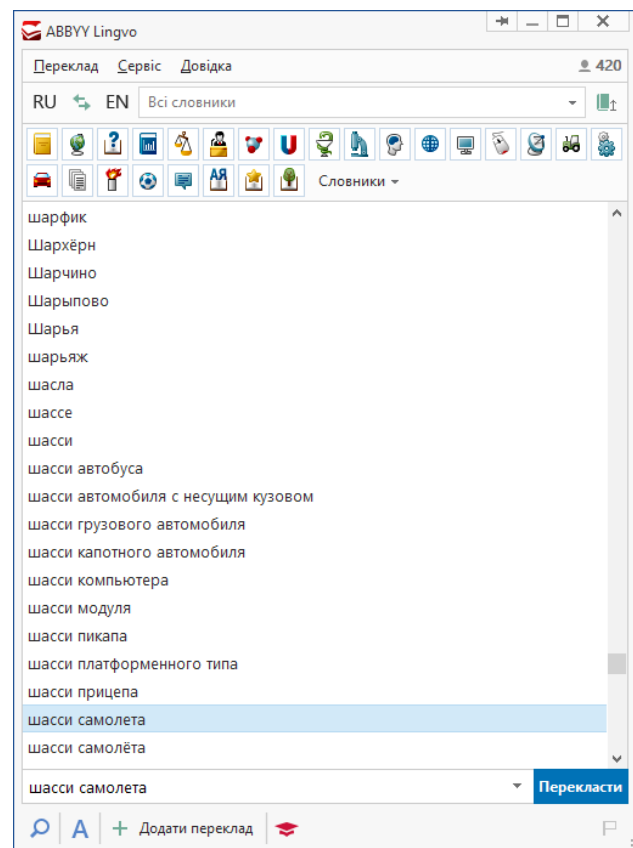 ABBYY Lingvo
Переклад Сервіс Довідка 420
RU EN Всі словники
Словники
шарфик
Шархёрн
Шарчино
Шарыпово
Шарья
шарьяж
шасла
шассе
шасси
шасси автобуса
шасси автомобиля с несущим кузовом
шасси грузового автомобиля
шасси капотного автомобиля
шасси компьютера
шасси модуля
шасси пикапа
шасси платформенного типа
шасси прицепа
шасси самолета
шасси самолёта
шасси самолета Перекласти
A + Додати переклад